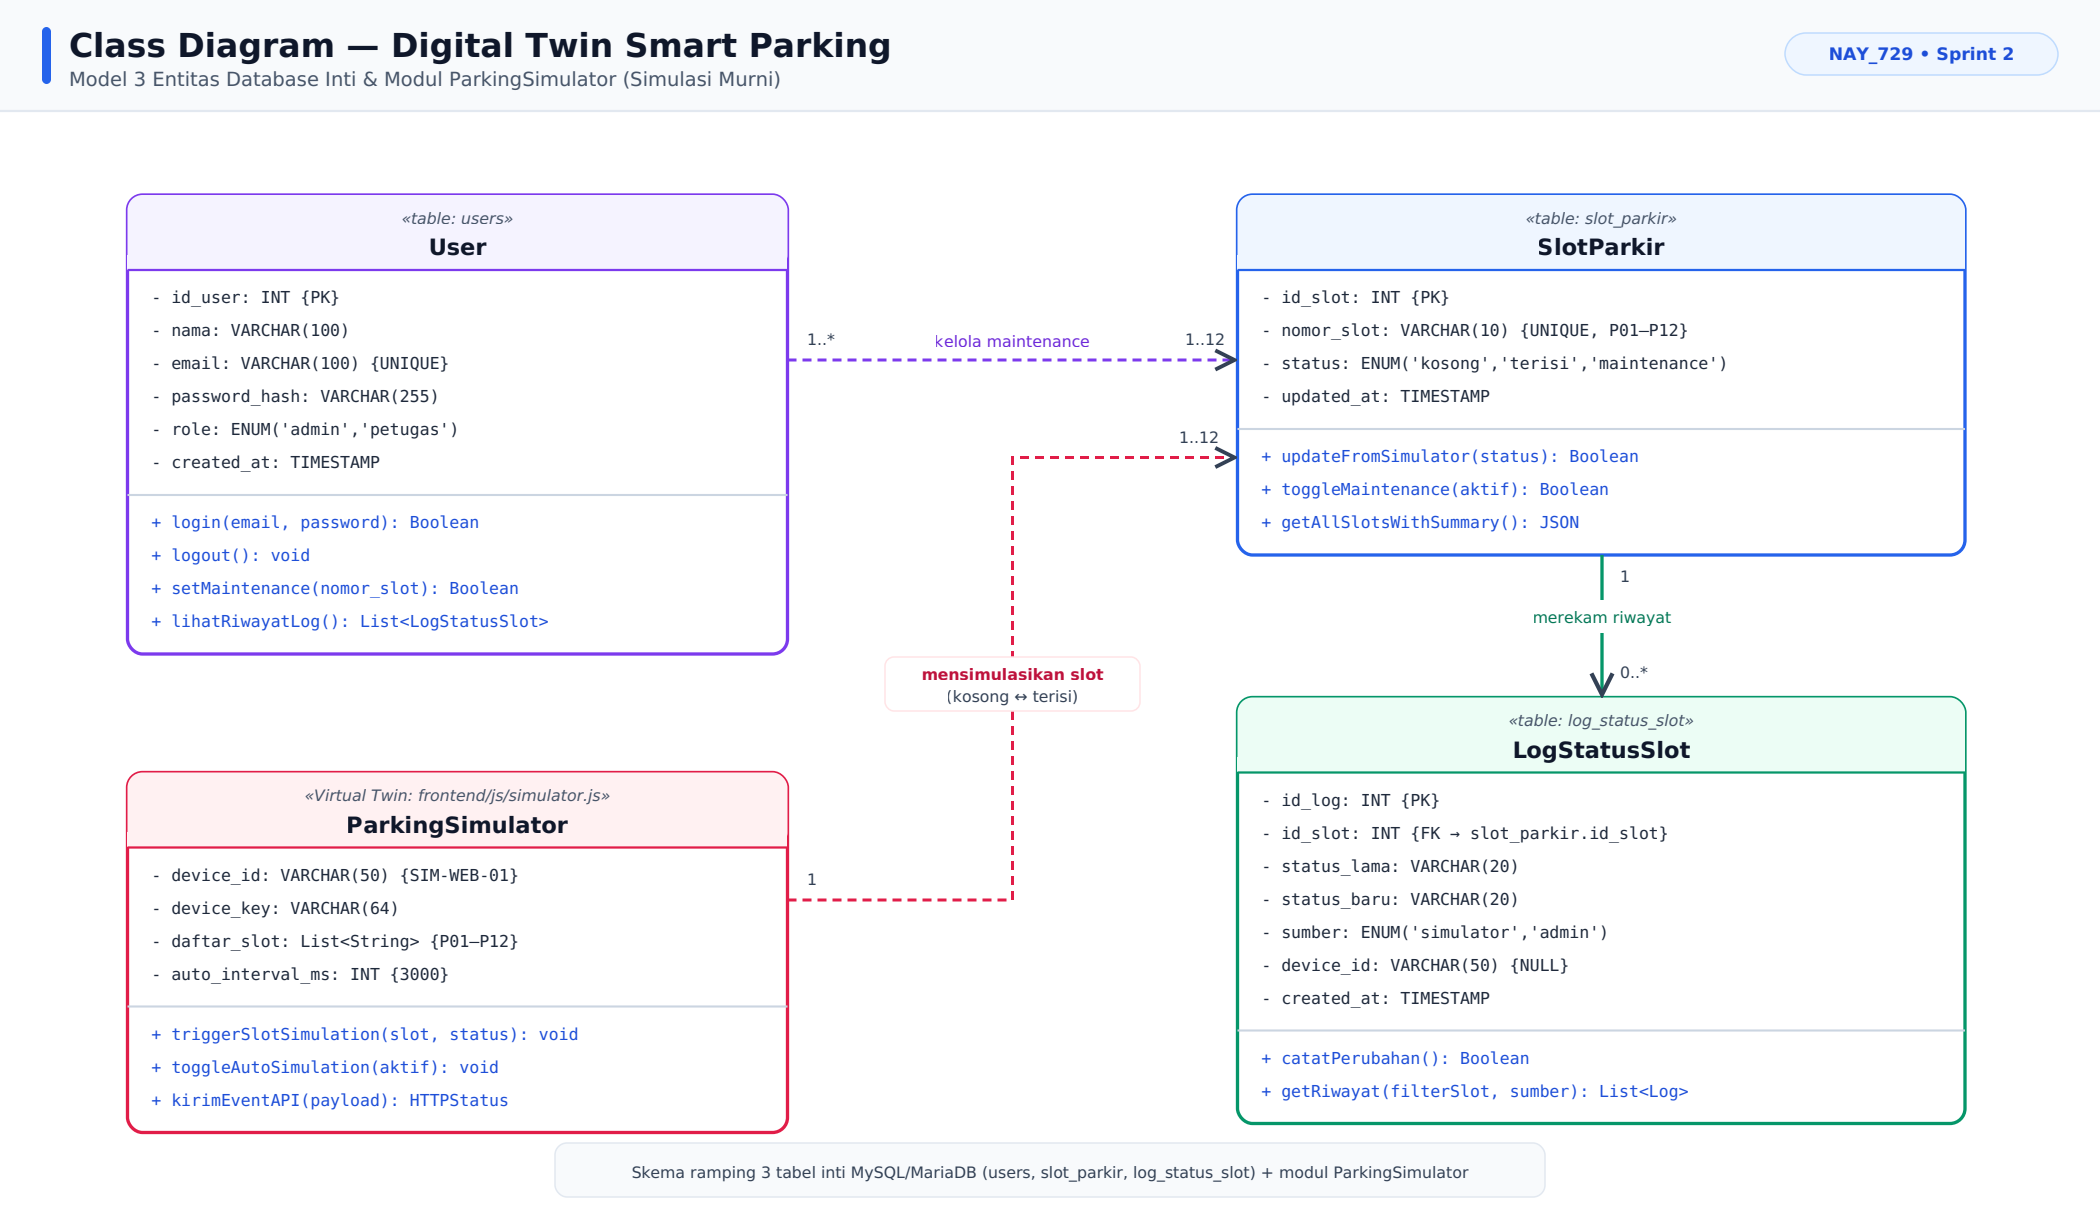 Class Diagram — Digital Twin Smart Parking
Model 3 Entitas Database Inti & Modul ParkingSimulator (Simulasi Murni)
NAY_729 • Sprint 2
«table: users»
User
- id_user: INT {PK}
- nama: VARCHAR(100)
- email: VARCHAR(100) {UNIQUE}
- password_hash: VARCHAR(255)
- role: ENUM('admin','petugas')
- created_at: TIMESTAMP
+ login(email, password): Boolean
+ logout(): void
+ setMaintenance(nomor_slot): Boolean
+ lihatRiwayatLog(): List<LogStatusSlot>
1..*
kelola maintenance
1..12
«table: slot_parkir»
SlotParkir
- id_slot: INT {PK}
- nomor_slot: VARCHAR(10) {UNIQUE, P01–P12}
- status: ENUM('kosong','terisi','maintenance')
- updated_at: TIMESTAMP
+ updateFromSimulator(status): Boolean
+ toggleMaintenance(aktif): Boolean
+ getAllSlotsWithSummary(): JSON
1..12
mensimulasikan slot
(kosong ↔ terisi)
1
1
merekam riwayat
0..*
«Virtual Twin: frontend/js/simulator.js»
ParkingSimulator
- device_id: VARCHAR(50) {SIM-WEB-01}
- device_key: VARCHAR(64)
- daftar_slot: List<String> {P01–P12}
- auto_interval_ms: INT {3000}
+ triggerSlotSimulation(slot, status): void
+ toggleAutoSimulation(aktif): void
+ kirimEventAPI(payload): HTTPStatus
«table: log_status_slot»
LogStatusSlot
- id_log: INT {PK}
- id_slot: INT {FK → slot_parkir.id_slot}
- status_lama: VARCHAR(20)
- status_baru: VARCHAR(20)
- sumber: ENUM('simulator','admin')
- device_id: VARCHAR(50) {NULL}
- created_at: TIMESTAMP
+ catatPerubahan(): Boolean
+ getRiwayat(filterSlot, sumber): List<Log>
Skema ramping 3 tabel inti MySQL/MariaDB (users, slot_parkir, log_status_slot) + modul ParkingSimulator